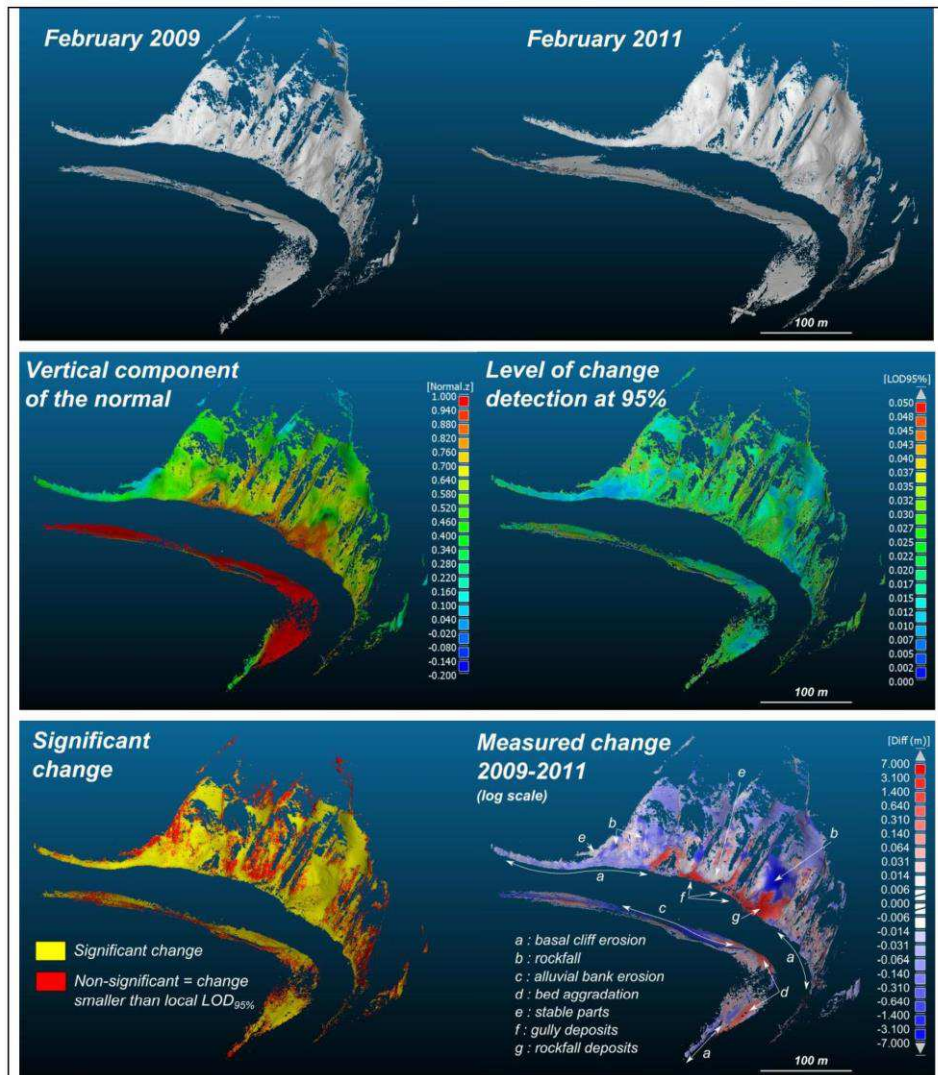 February 2009
February 2011
100 m
Vertical component
of the normal
[Normal.z]
1.000
0.940
0.880
0.820
0.760
0.700
0.640
0.580
0.520
0.460
0.400
0.340
0.280
0.220
0.160
0.100
0.040
-0.020
-0.080
-0.140
-0.200
Level of change
detection at 95%
[LOD95%]
0.050
0.048
0.045
0.043
0.040
0.037
0.035
0.032
0.030
0.027
0.025
0.022
0.020
0.017
0.015
0.012
0.010
0.007
0.005
0.002
0.000
100 m
Significant
change
Significant change
Non-significant = change
smaller than local LOD95%
Measured change
2009-2011
(log scale)
[Diff (m)]
7.000
3.100
1.400
0.640
0.310
0.140
0.064
0.031
0.014
0.006
0.000
-0.006
-0.014
-0.031
-0.064
-0.140
-0.310
-0.640
-1.400
-3.100
-7.000
e
b
b
e
a
f
c
g
a
d
a
a : basal cliff erosion
b : rockfall
c : alluvial bank erosion
d : bed aggradation
e : stable parts
f : gully deposits
g : rockfall deposits
100 m